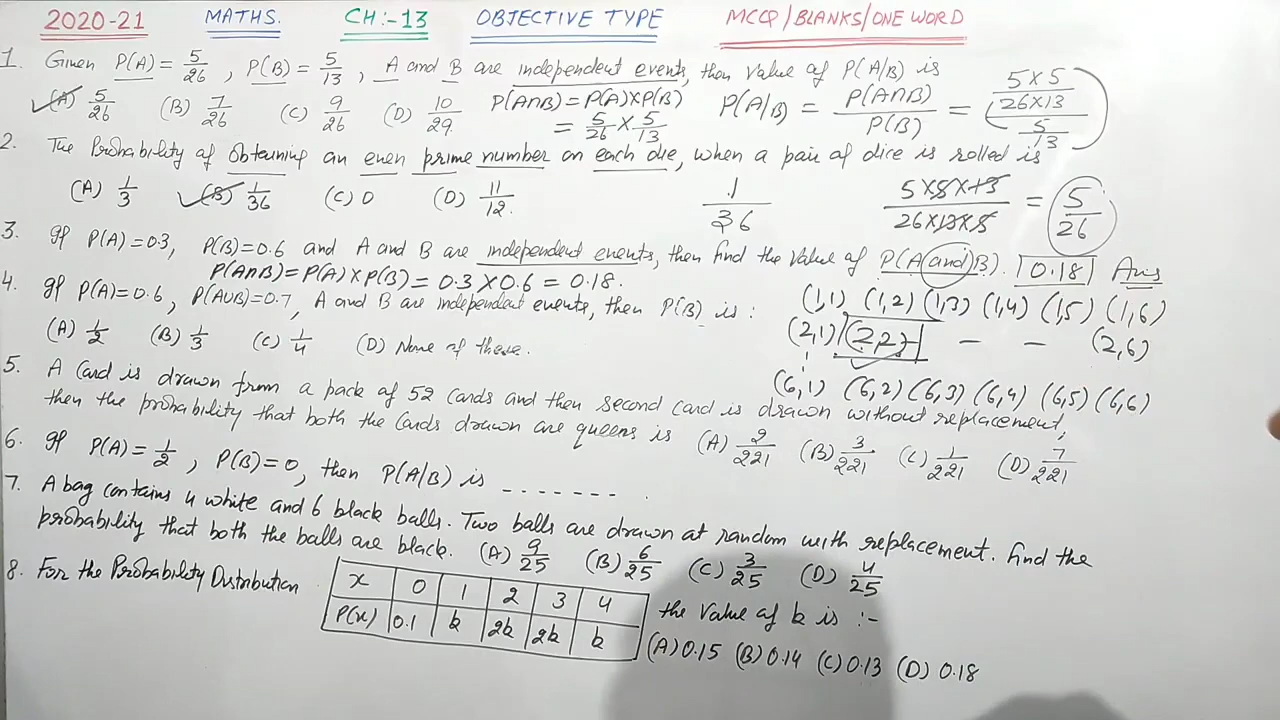 2020-21 MATHS. CH:-13 OBJECTIVE TYPE MCQ/BLANKS/ONE WORD
1. Given P(A) = 5/26, P(B) = 5/13, A and B are independent events, then value of P(A/B) is
(A) 5/26 (B) 7/26 (C) 9/26 (D) 10/29
P(A∩B) = P(A)×P(B)
= 5/26 × 5/13
P(A/B) = P(A∩B)/P(B) = (5×5/26×13)/(5/13)
5×5×13/26×13×5 = 5/26
2. The Probability of obtaining an even prime number on each die, when a pair of dice is rolled is
(A) 1/3 (B) 1/36 (C) 0 (D) 11/12.
1/36
3. If P(A)=0.3, P(B)=0.6 and A and B are independent events, then find the value of P(A and B). 0.18 Ans
P(A∩B) = P(A)×P(B) = 0.3×0.6 = 0.18.
4. If P(A)=0.6, P(A∪B)=0.7, A and B are independent events, then P(B) is :
(A) 1/2 (B) 1/3 (C) 1/4 (D) None of these.
(1,1) (1,2) (1,3) (1,4) (1,5) (1,6)
(2,1) (2,2) – – (2,6)
(6,1) (6,2) (6,3) (6,4) (6,5) (6,6)
5. A Card is drawn from a pack of 52 Cards and then second Card is drawn without replacement,
then the probability that both the Cards drawn are queens is (A) 2/221 (B) 3/221 (C) 1/221 (D) 7/221
6. If P(A) = 1/2, P(B)=0, then P(A/B) is ------- .
7. A bag contains 4 white and 6 black balls. Two balls are drawn at random with replacement. find the
probability that both the balls are black. (A) 9/25 (B) 6/25 (C) 3/25 (D) 4/25
8. For the Probability Distribution
x 0 1 2 3 4
P(x) 0.1 k 2k 2k k
the value of k is :-
(A) 0.15 (B) 0.14 (C) 0.13 (D) 0.18